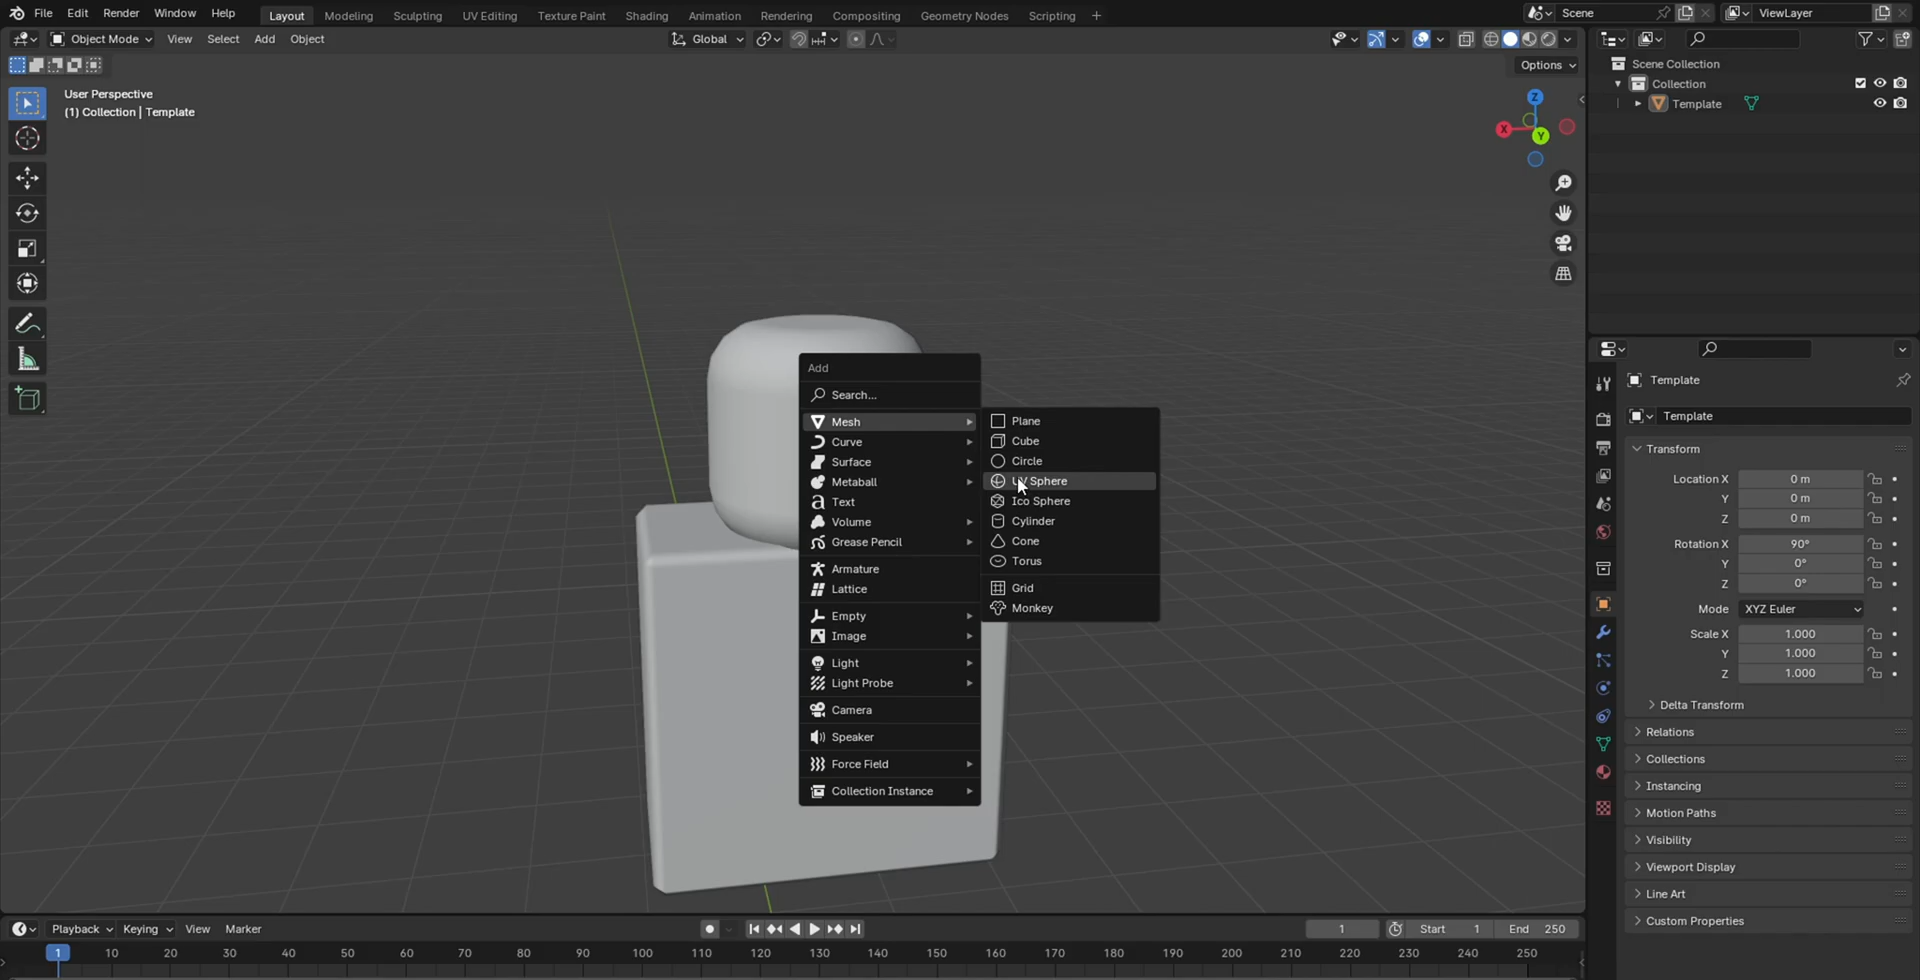 File Edit Render Window Help Layout Modeling Sculpting UV Editing Texture Paint Shading Animation Rendering Compositing Geometry Nodes Scripting + Scene ViewLayer
Object Mode View Select Add Object Global
Options
User Perspective
(1) Collection | Template
Z
X
Y
Scene Collection
Collection
Template
Add
Search...
Mesh
Curve
Surface
Metaball
Text
Volume
Grease Pencil
Armature
Lattice
Empty
Image
Light
Light Probe
Camera
Speaker
Force Field
Collection Instance
Plane
Cube
Circle
UV Sphere
Ico Sphere
Cylinder
Cone
Torus
Grid
Monkey
Template
Template
Transform
Location X 0 m
Y 0 m
Z 0 m
Rotation X 90°
Y 0°
Z 0°
Mode XYZ Euler
Scale X 1.000
Y 1.000
Z 1.000
Delta Transform
Relations
Collections
Instancing
Motion Paths
Visibility
Viewport Display
Line Art
Custom Properties
Playback Keying View Marker 1 Start 1 End 250
1 10 20 30 40 50 60 70 80 90 100 110 120 130 140 150 160 170 180 190 200 210 220 230 240 250